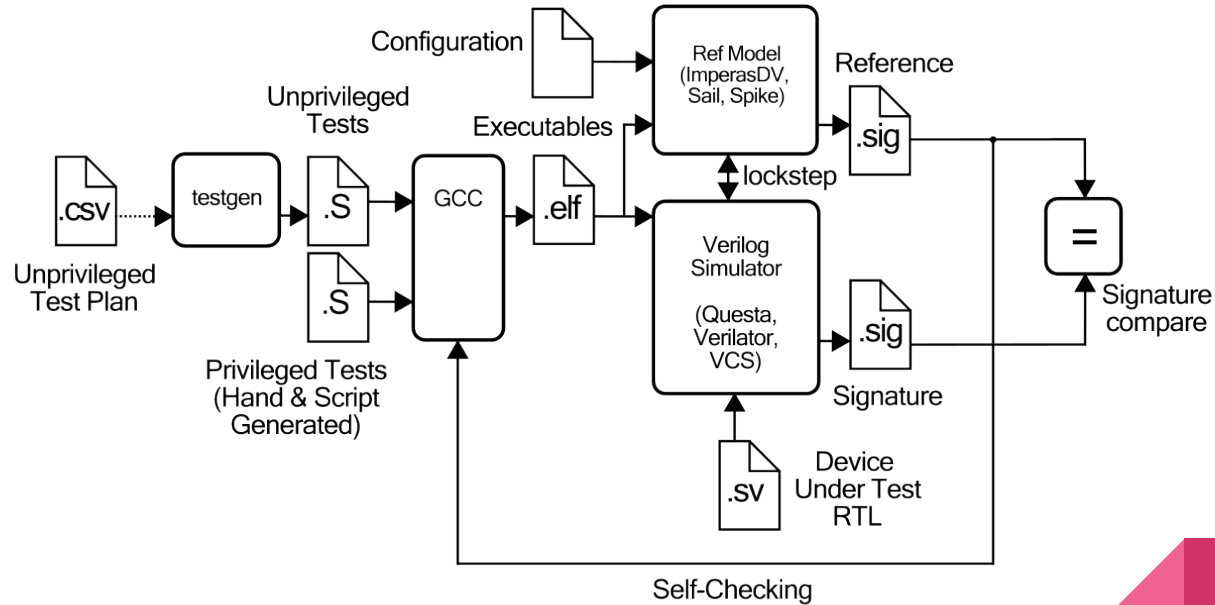 Configuration
Ref Model
(ImperasDV,
Sail, Spike)
Reference
.sig
Unprivileged
Tests
Executables
lockstep
.csv
testgen
.S
GCC
.elf
Unprivileged
Test Plan
.S
Verilog
Simulator
(Questa,
Verilator,
VCS)
=
Signature
compare
.sig
Signature
Privileged Tests
(Hand & Script
Generated)
.sv
Device
Under Test
RTL
Self-Checking